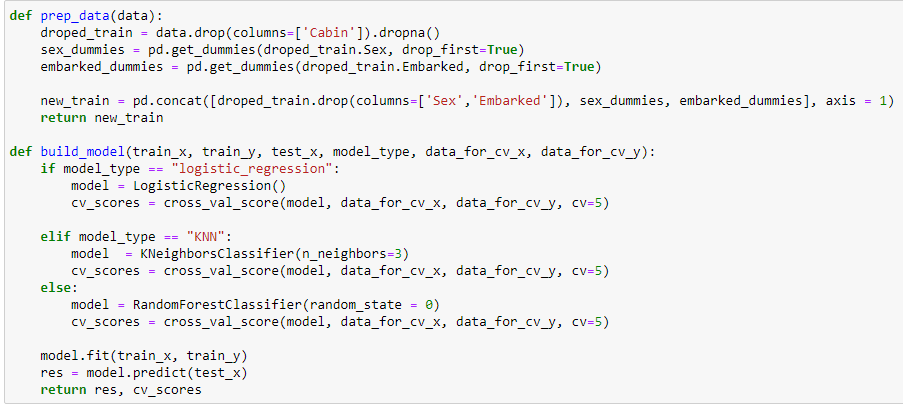 def prep_data(data):
    droped_train = data.drop(columns=['Cabin']).dropna()
    sex_dummies = pd.get_dummies(droped_train.Sex, drop_first=True)
    embarked_dummies = pd.get_dummies(droped_train.Embarked, drop_first=True)

    new_train = pd.concat([droped_train.drop(columns=['Sex','Embarked']), sex_dummies, embarked_dummies], axis = 1)
    return new_train

def build_model(train_x, train_y, test_x, model_type, data_for_cv_x, data_for_cv_y):
    if model_type == "logistic_regression":
        model = LogisticRegression()
        cv_scores = cross_val_score(model, data_for_cv_x, data_for_cv_y, cv=5)

    elif model_type == "KNN":
        model  = KNeighborsClassifier(n_neighbors=3)
        cv_scores = cross_val_score(model, data_for_cv_x, data_for_cv_y, cv=5)
    else:
        model = RandomForestClassifier(random_state = 0)
        cv_scores = cross_val_score(model, data_for_cv_x, data_for_cv_y, cv=5)

    model.fit(train_x, train_y)
    res = model.predict(test_x)
    return res, cv_scores